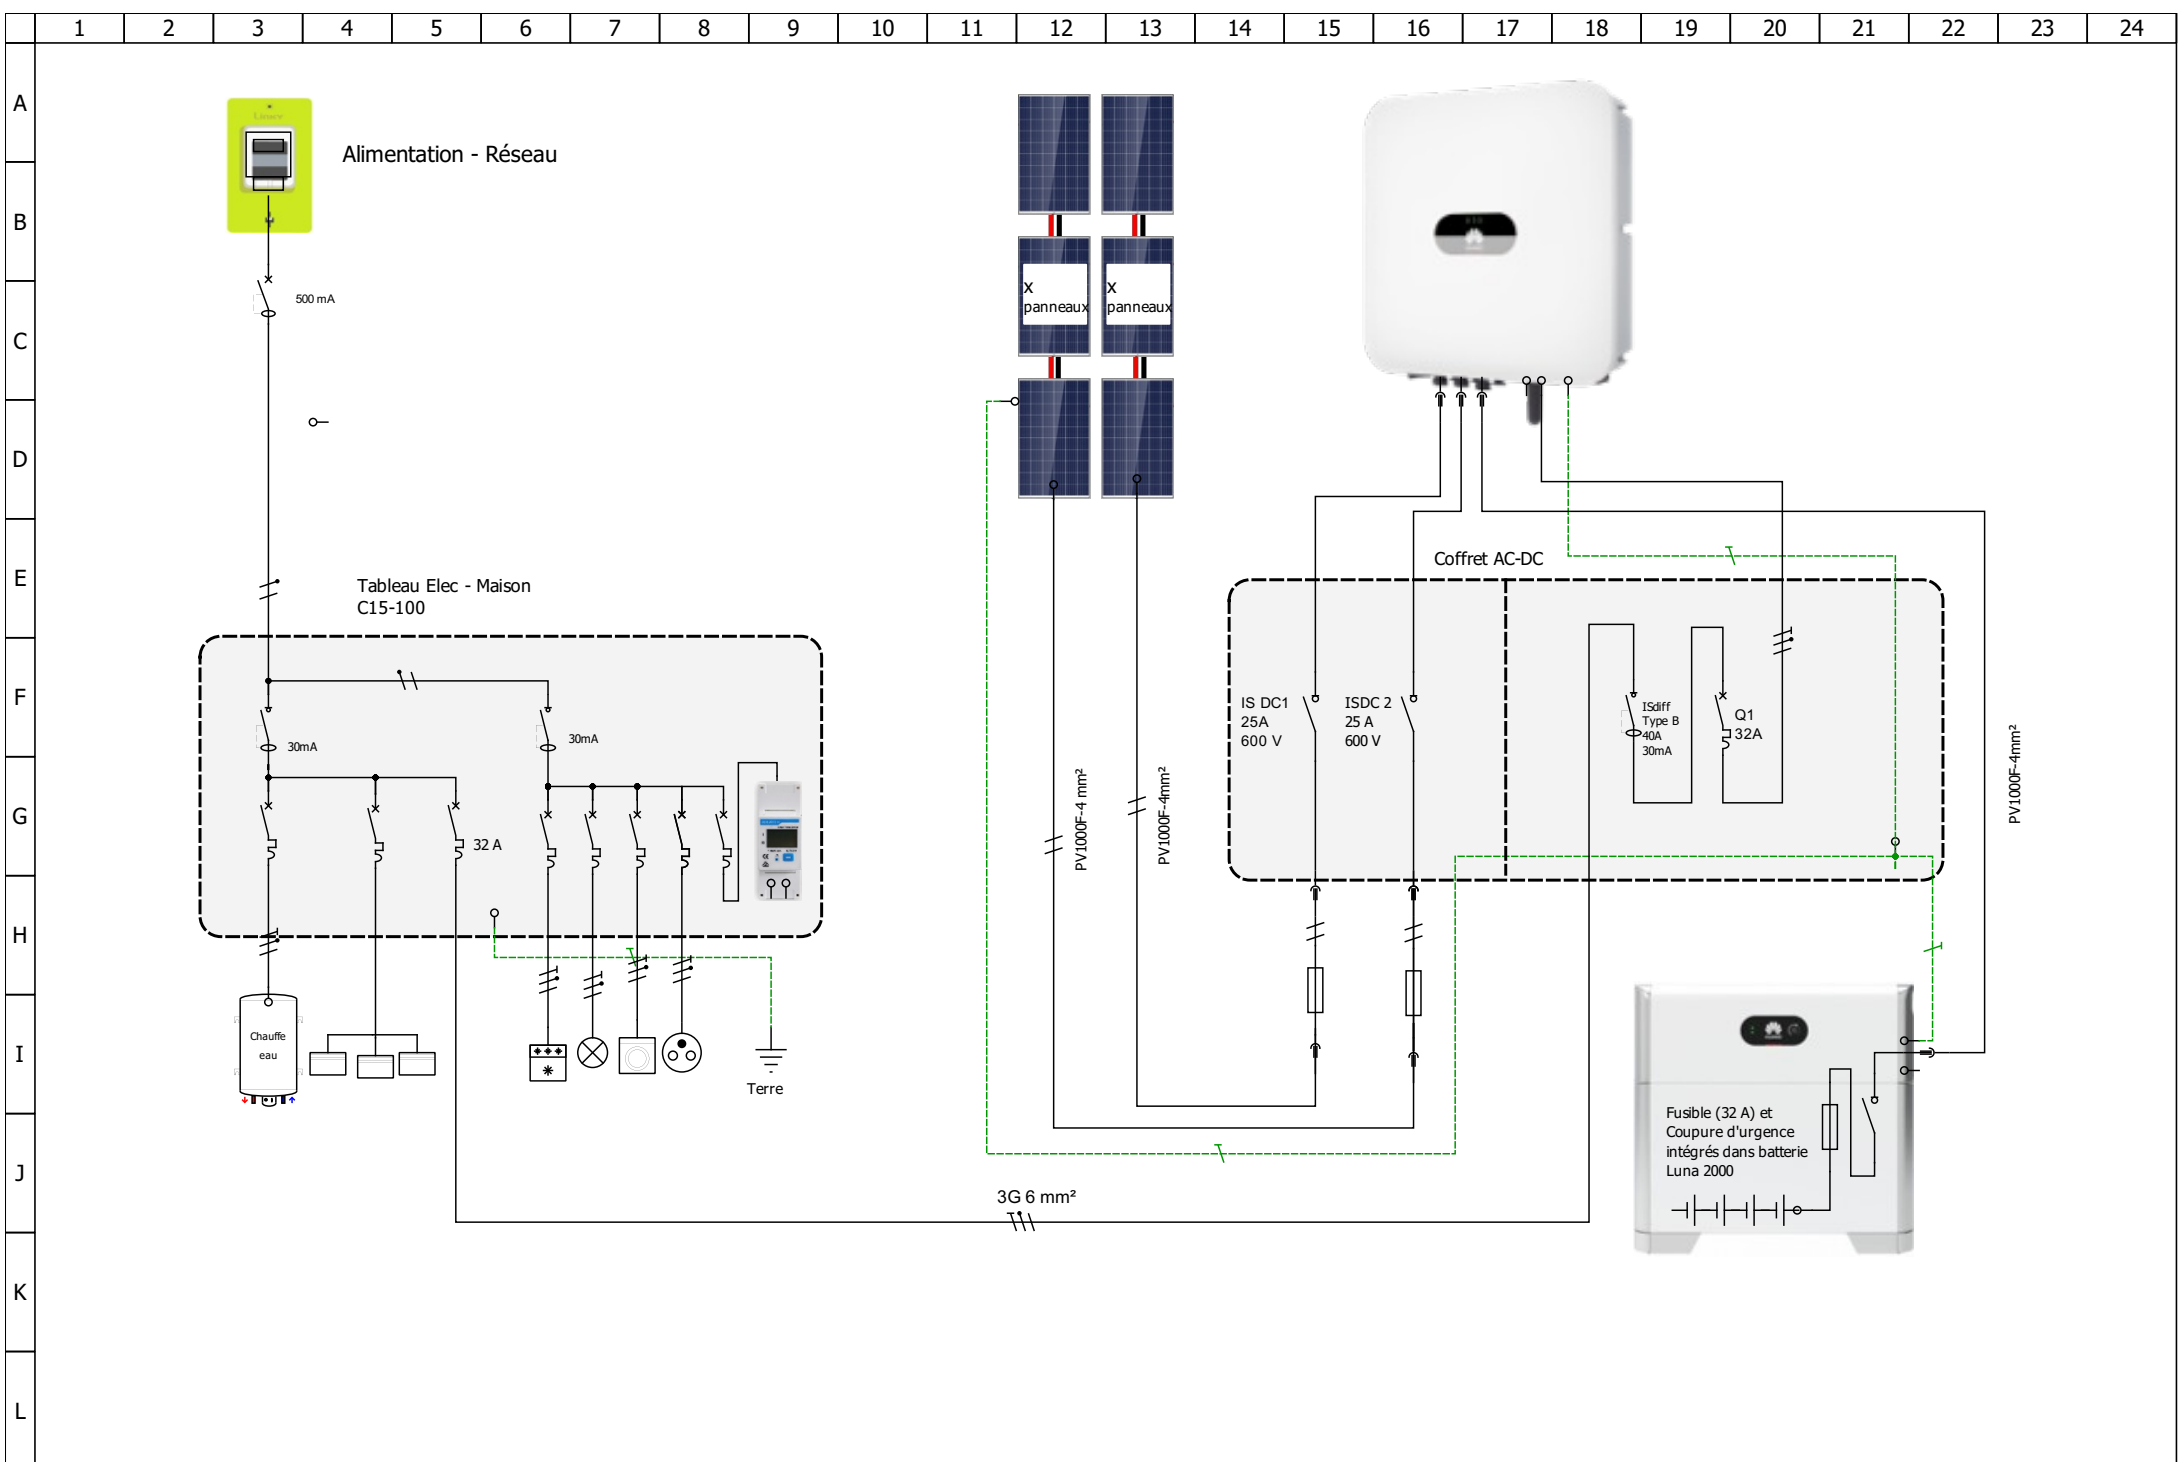 1 2 3 4 5 6 7 8 9 10 11 12 13 14 15 16 17 18 19 20 21 22 23 24
A
B
C
D
E
F
G
H
I
J
K
L
Linky
Alimentation - Réseau
500 mA
x
panneaux
x
panneaux
Coffret AC-DC
Tableau Elec - Maison
C15-100
30mA
30mA
32 A
IS DC1
25A
600 V
ISDC 2
25 A
600 V
ISdiff
Type B
40A
30mA
Q1
32A
PV1000F-4 mm²
PV1000F-4mm²
PV1000F-4mm²
Chauffe
eau
Terre
Fusible (32 A) et
Coupure d'urgence
intégrés dans batterie
Luna 2000
3G 6 mm²